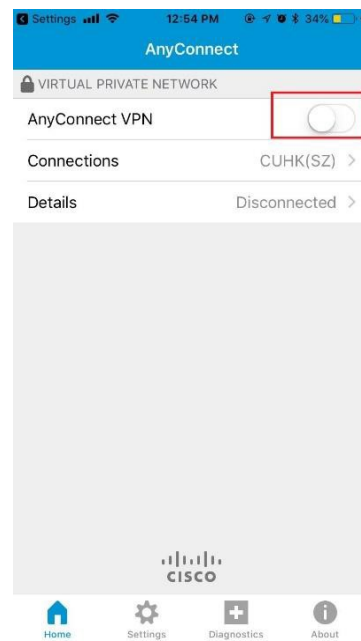 Settings 12:54 PM 34%
AnyConnect
VIRTUAL PRIVATE NETWORK
AnyConnect VPN
Connections CUHK(SZ)
Details Disconnected
CISCO
Home Settings Diagnostics About